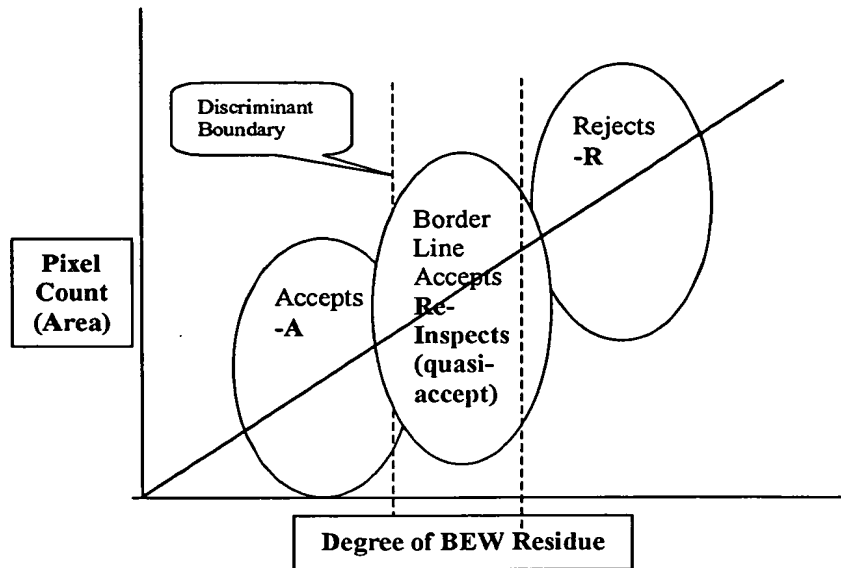 Discriminant
Boundary
Rejects
-R
Border
Line
Accepts
Re-
Inspects
(quasi-
accept)
Accepts
-A
Pixel
Count
(Area)
Degree of BEW Residue